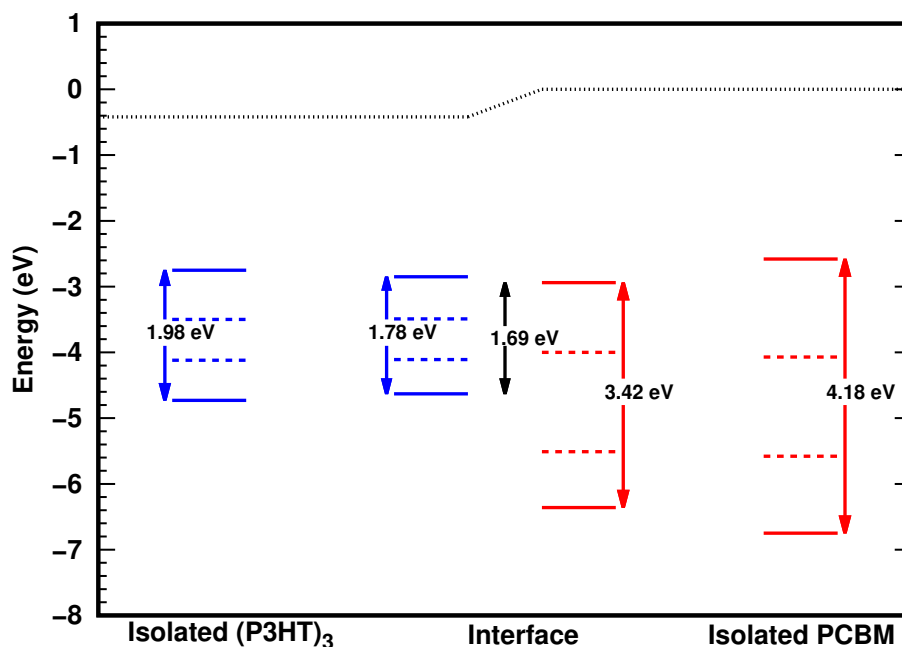 1
0
−1
−2
−3
−4
−5
−6
−7
−8
Energy (eV)
1.98 eV
1.78 eV
1.69 eV
3.42 eV
4.18 eV
Isolated (P3HT)₃
Interface
Isolated PCBM